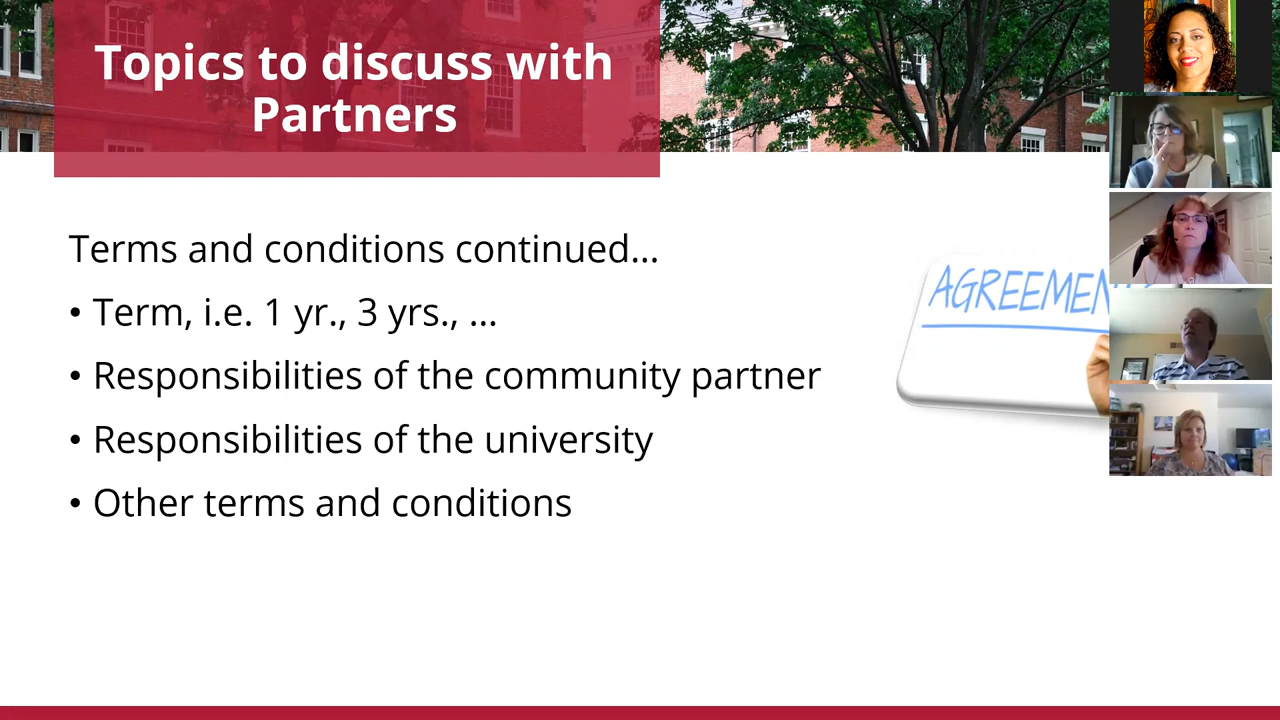 Topics to discuss with
Partners
Terms and conditions continued...
• Term, i.e. 1 yr., 3 yrs., ...
• Responsibilities of the community partner
• Responsibilities of the university
• Other terms and conditions
AGREEMEN